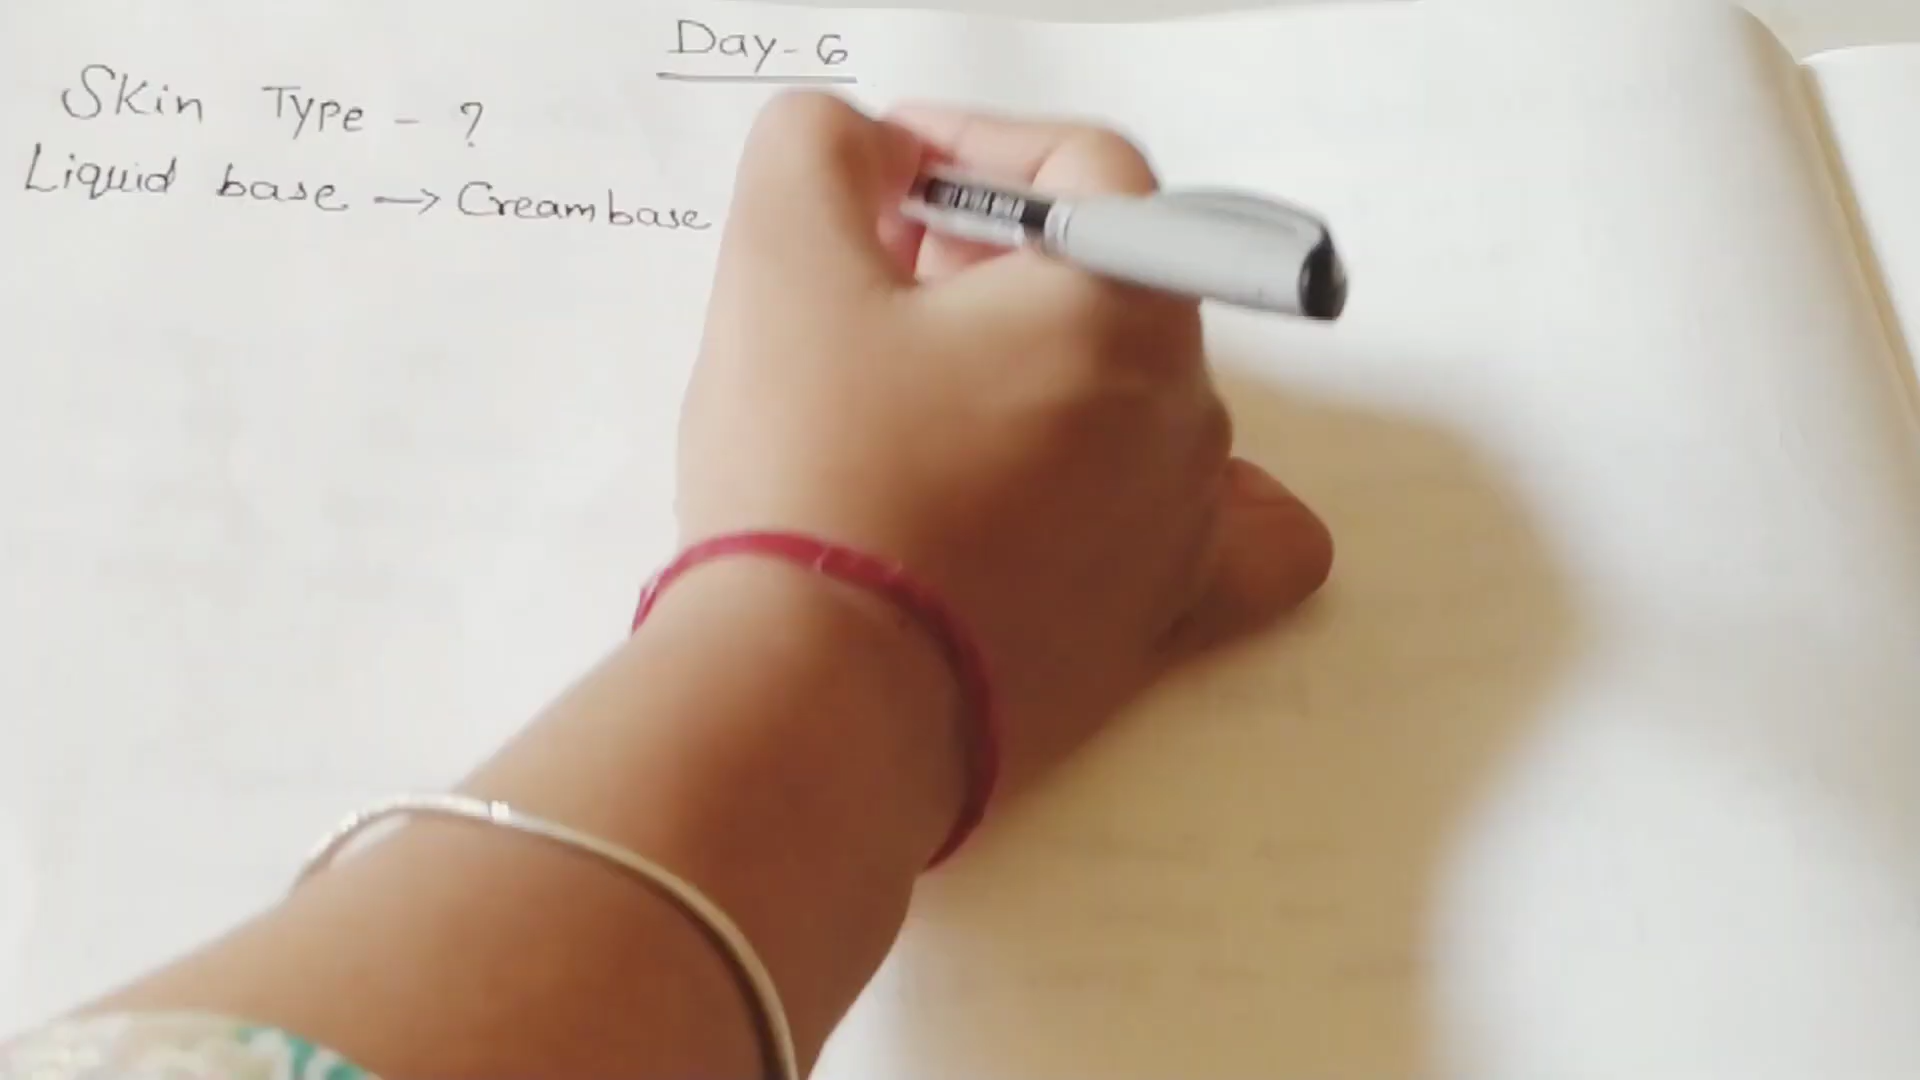 Day-6
Skin Type - ?
Liquid base → Creambase